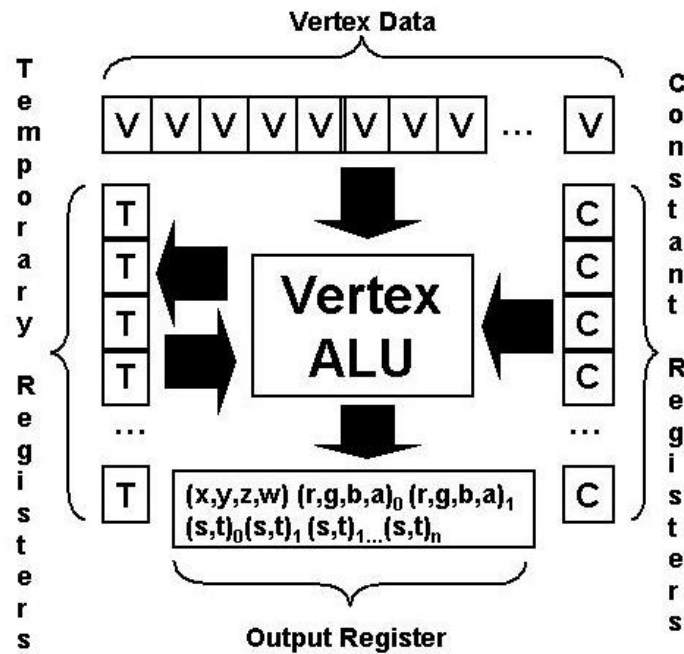 Vertex Data
Temporary Registers
Constant Registers
V V V V V V V V ... V
T
T
T
T
...
T
Vertex
ALU
C
C
C
C
...
C
(x,y,z,w) (r,g,b,a)0 (r,g,b,a)1
(s,t)0(s,t)1 (s,t)1...(s,t)n
Output Register